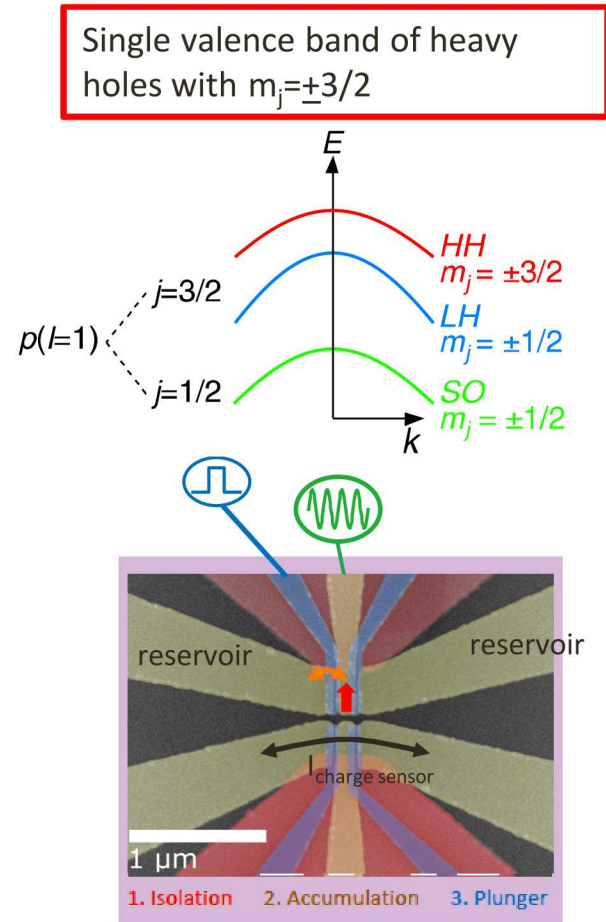 Single valence band of heavy
holes with mj=±3/2
E
HH
mj = ±3/2
j=3/2
LH
mj = ±1/2
p(l=1)
j=1/2
SO
mj = ±1/2
k
reservoir
reservoir
I charge sensor
1 µm
1. Isolation 2. Accumulation 3. Plunger